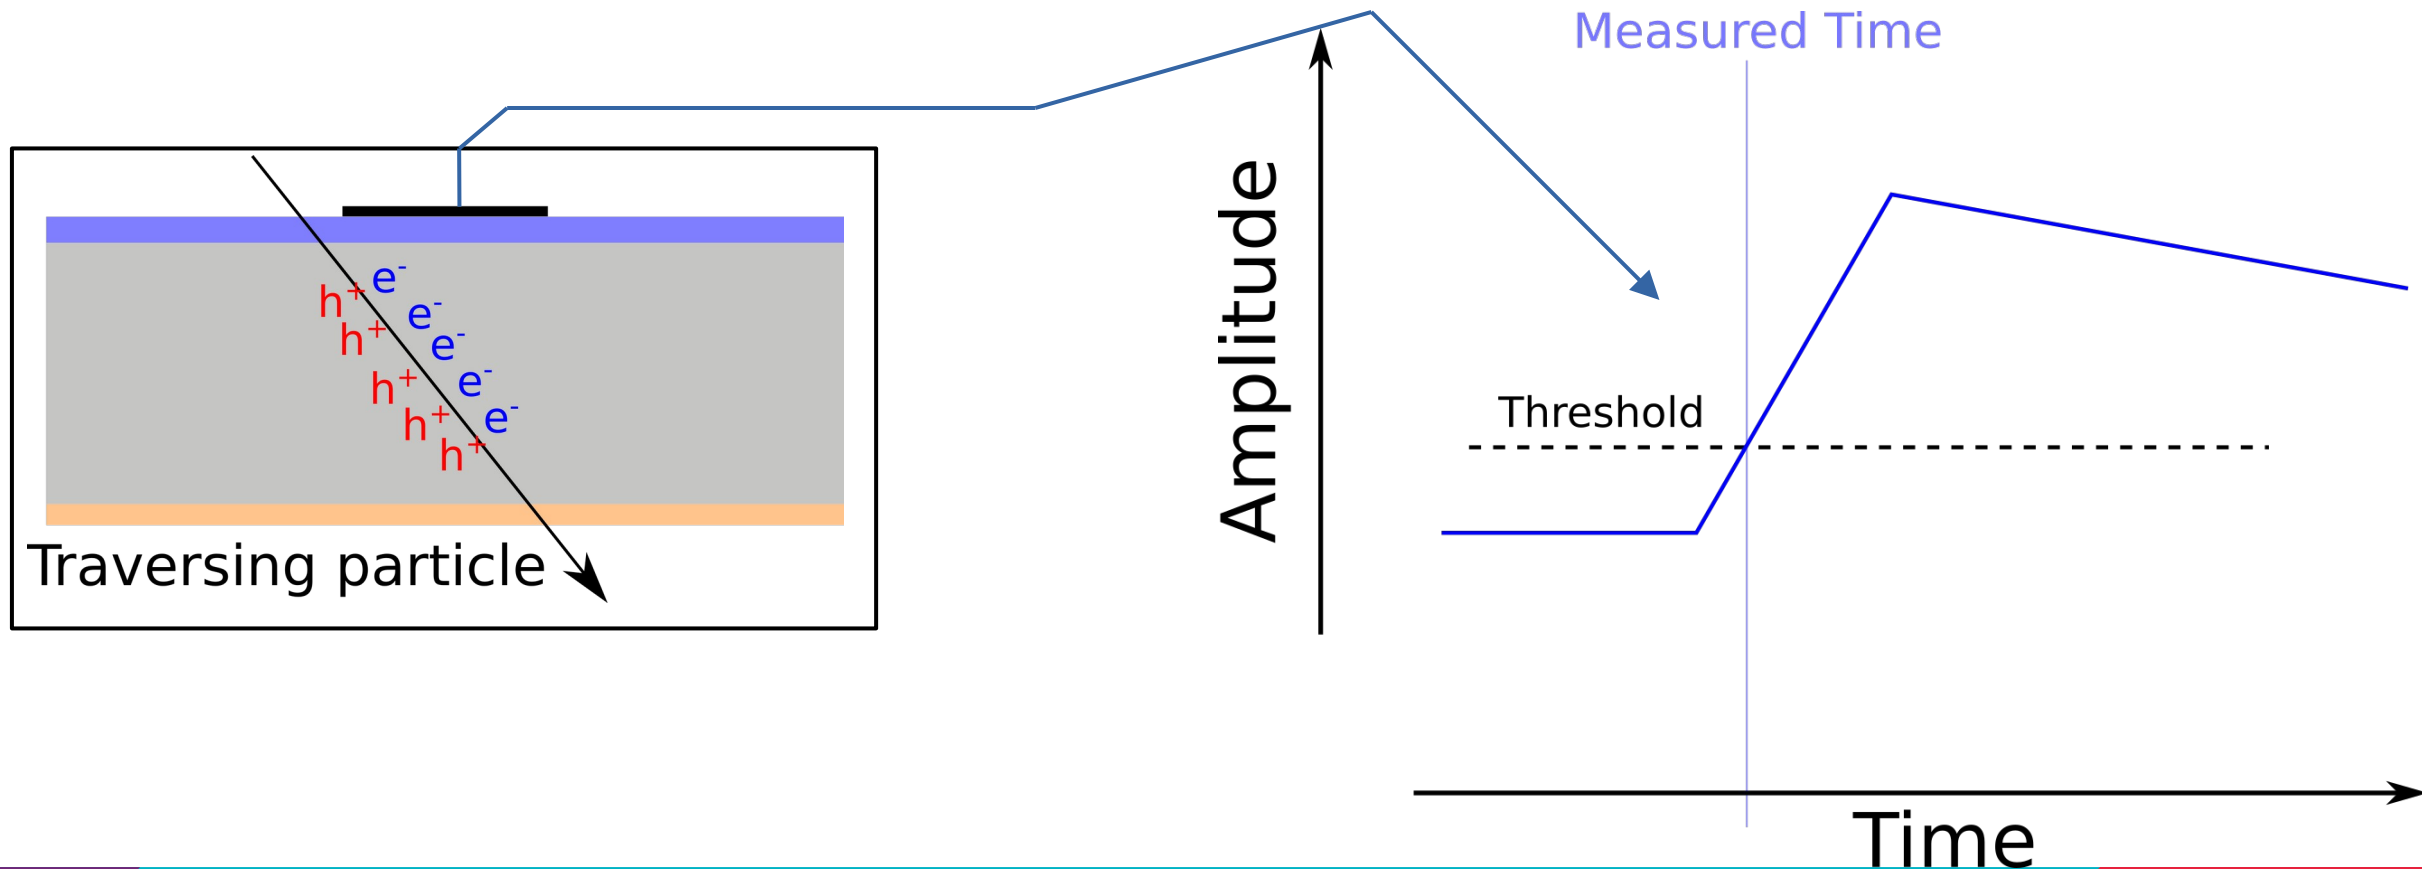 Measured Time
Amplitude
e⁻
h⁺
e⁻
h⁺
e⁻
h⁺
e⁻
h⁺
e⁻
h⁺
Threshold
Traversing particle
Time